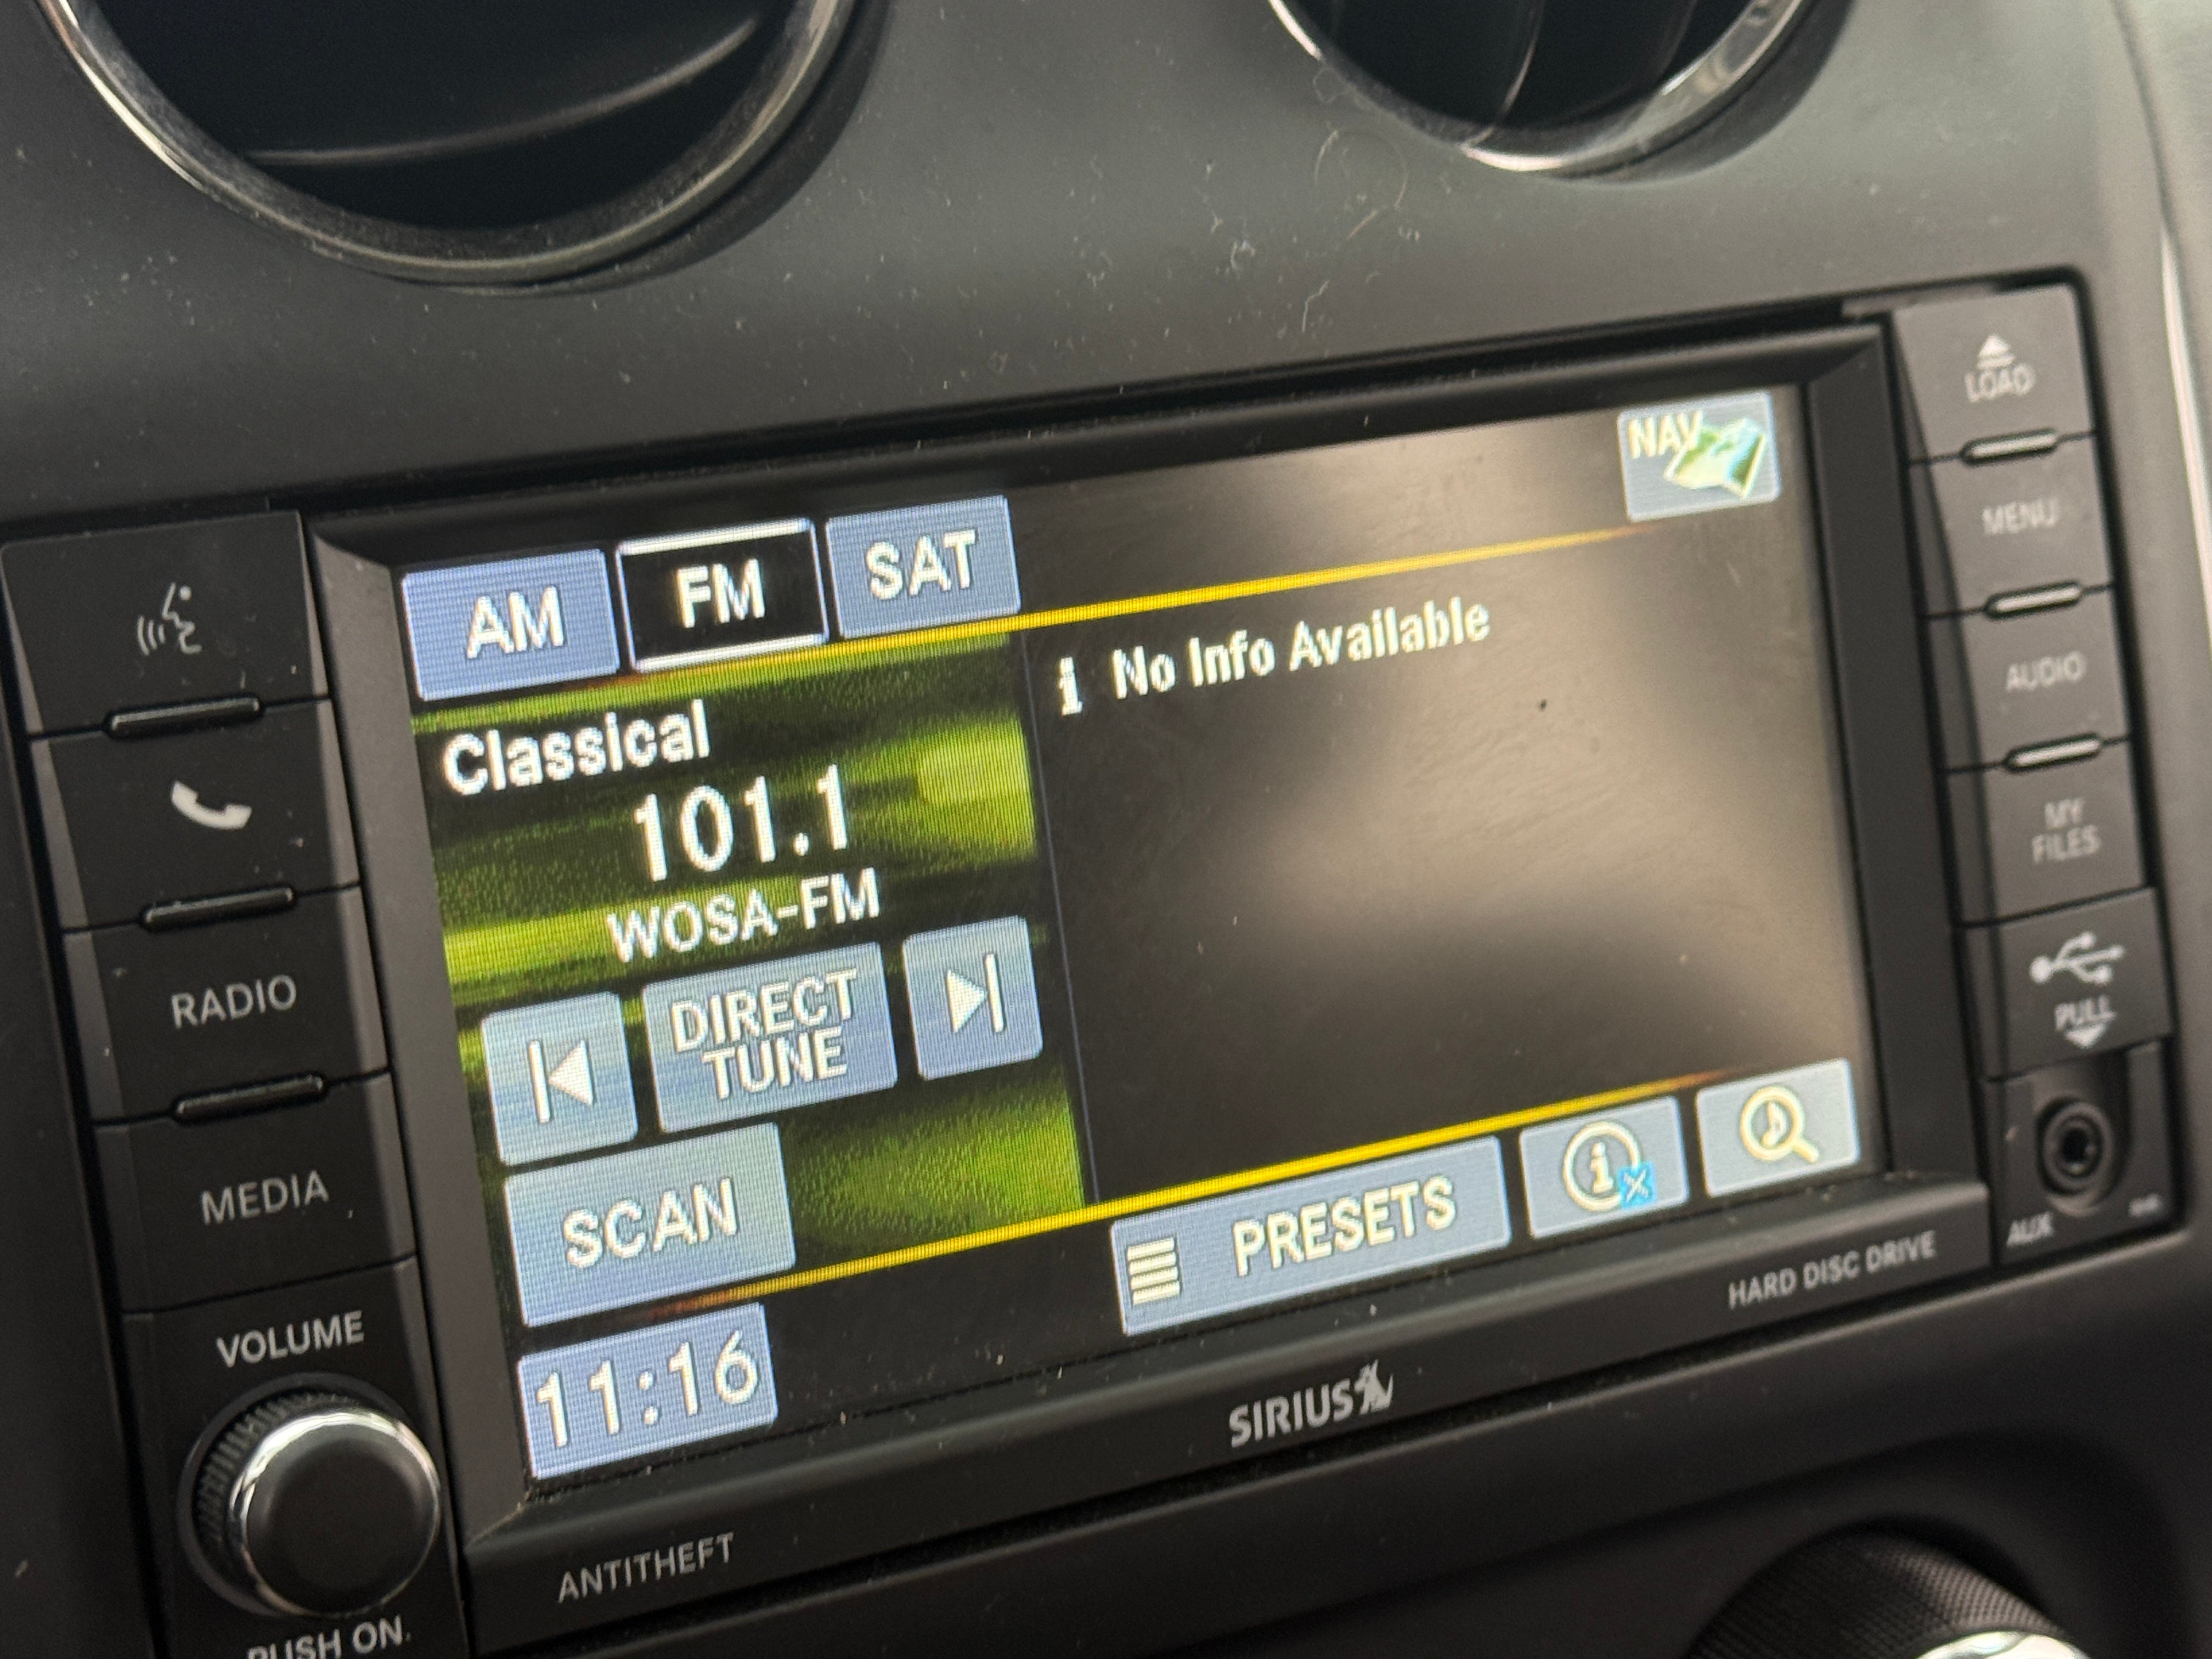 LOAD
NAV
AM FM SAT
MENU
i No Info Available
Classical
101.1
WOSA-FM
AUDIO
MY
FILES
DIRECT
TUNE
RADIO
PULL
SCAN
PRESETS
i
MEDIA
AUX
HARD DISC DRIVE
VOLUME
11:16
SIRIUS
ANTITHEFT
PUSH ON